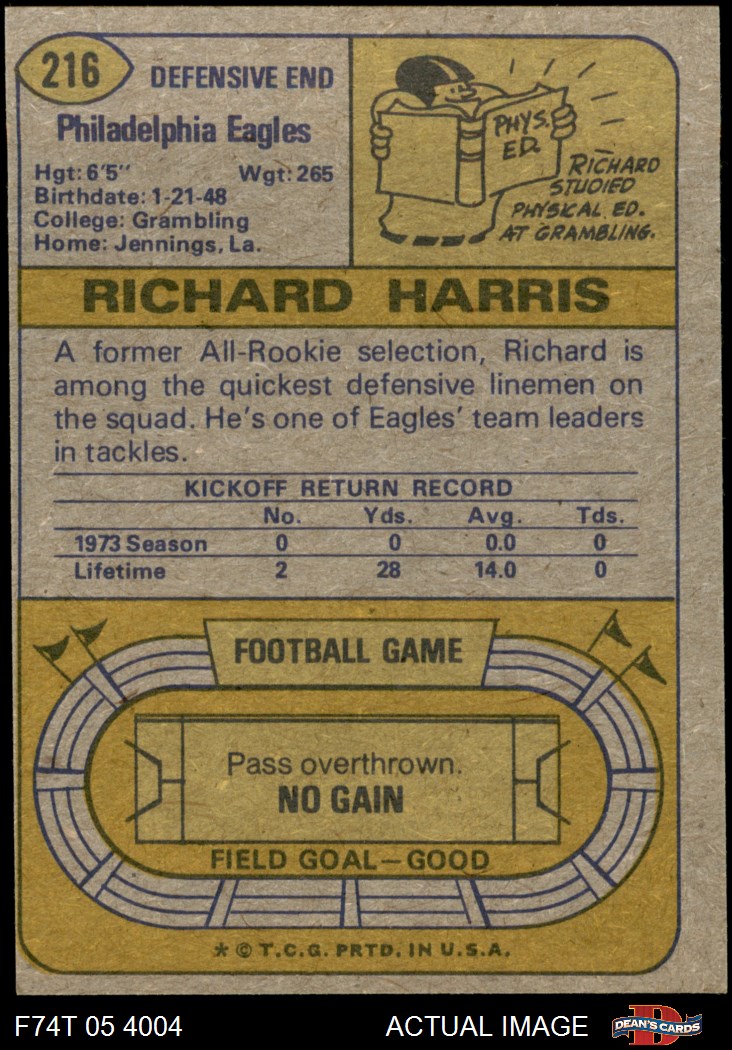 216
DEFENSIVE END
Philadelphia Eagles
Hgt: 6'5" Wgt: 265
Birthdate: 1-21-48
College: Grambling
Home: Jennings, La.
PHYS.
ED.
RICHARD
STUDIED
PHYSICAL ED.
AT GRAMBLING.
RICHARD HARRIS
A former All-Rookie selection, Richard is
among the quickest defensive linemen on
the squad. He's one of Eagles' team leaders
in tackles.
KICKOFF RETURN RECORD
No. Yds. Avg. Tds.
1973 Season 0 0 0.0 0
Lifetime 2 28 14.0 0
FOOTBALL GAME
Pass overthrown.
NO GAIN
FIELD GOAL—GOOD
* © T.C.G. PRTD. IN U.S.A.
F74T 05 4004 ACTUAL IMAGE
D
DEAN'S CARDS